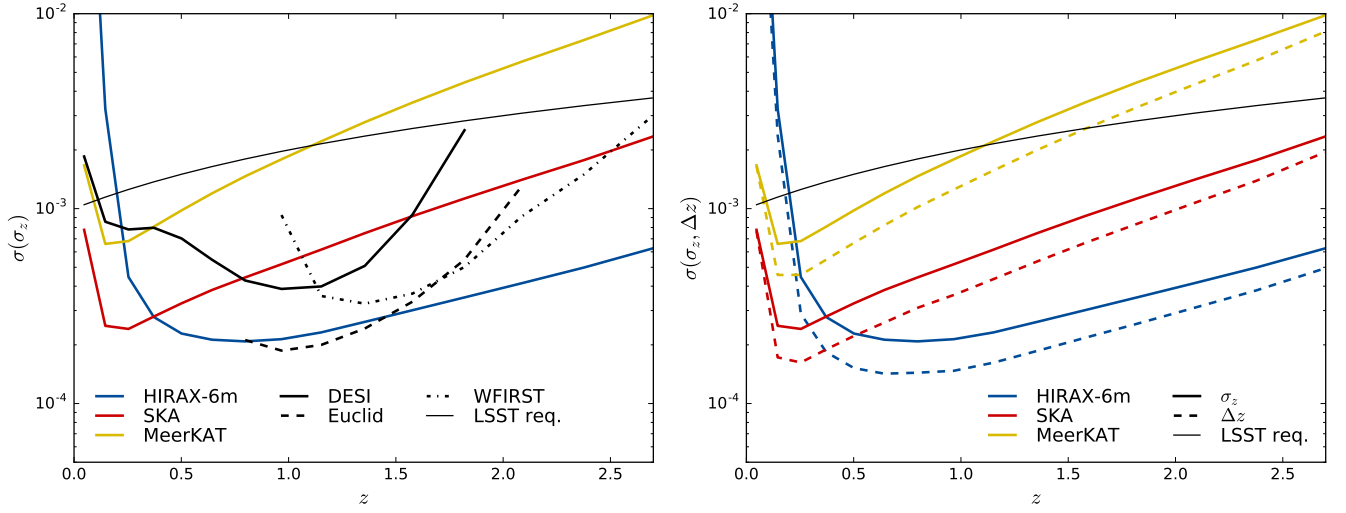 10^-2
10^-3
10^-4
σ(σ_z)
HIRAX-6m
SKA
MeerKAT
DESI
Euclid
WFIRST
LSST req.
0.0 0.5 1.0 1.5 2.0 2.5
z
10^-2
10^-3
10^-4
σ(σ_z, Δz)
HIRAX-6m
SKA
MeerKAT
σ_z
Δz
LSST req.
0.0 0.5 1.0 1.5 2.0 2.5
z